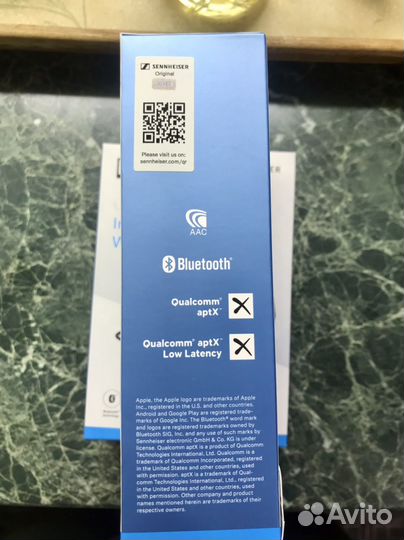 SENNHEISER
Original
Please visit us on:
sennheiser.com/qr
AAC
Bluetooth®
Qualcomm®
aptX™
Qualcomm® aptX™
Low Latency
Apple, the Apple logo are trademarks of Apple
Inc., registered in the U.S. and other countries.
Android and Google Play are registered trade-
marks of Google Inc. The Bluetooth® word mark
and logos are registered trademarks owned by
Bluetooth SIG, Inc. and any use of such marks by
Sennheiser electronic GmbH & Co. KG is under
license. Qualcomm aptX is a product of Qualcomm
Technologies International, Ltd. Qualcomm is a
trademark of Qualcomm Incorporated, registered
in the United States and other countries, used
with permission. aptX is a trademark of Qual-
comm Technologies International, Ltd., registered
in the United States and other countries, used
with permission. Other company and product
names mentioned herein are trademarks of their
respective owners.
Avito